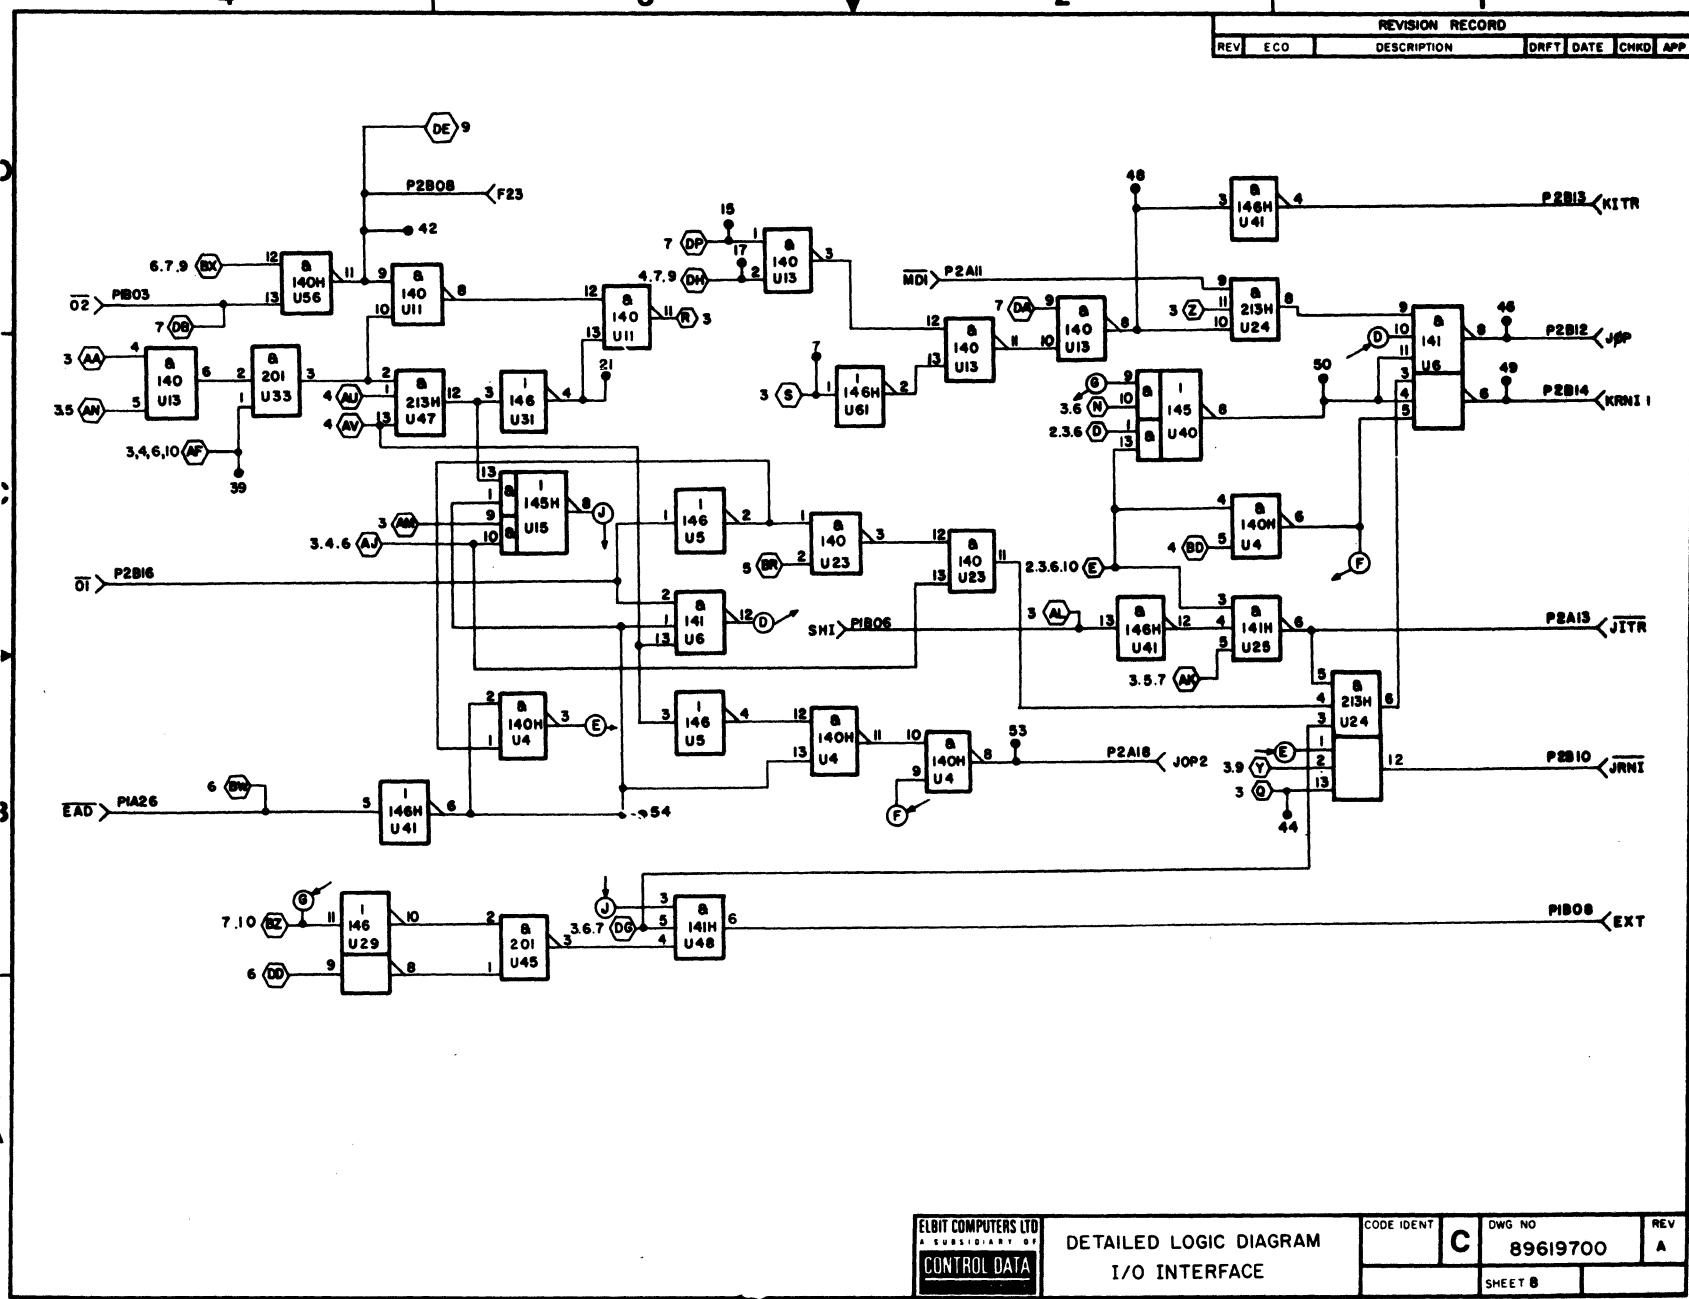 REVISION RECORD
REV ECO DESCRIPTION DRFT DATE CHKD APP
DE 9
P2B08 F23
42
6.7.9 BX 12
& 140H U56 11
O2 P1B03 13
7 DB
9 10 & 140 U11 8
3 AA 4
3.5 AN 5
& 140 U13 6
2 1 & 201 U33 3
3,4,6,10 AF
39
4 AU
4 AV
2 1 13 & 213H U47 12
3 1 146 U31 4
21
12 13 & 140 U11 11 R 3
15
7 DP 1
17
4.7.9 DH 2
& 140 U13 3
7
3 S 1
1 146H U61 2
12 13 & 140 U13 11
7 DA 9
10 & 140 U13 8
48
3 & 146H U41 4
P2B13 KITR
MDI P2A11
3 Z
9 11 10 & 213H U24 8
D
9 10 11 & 141 U6 8
46
P2B12 JØP
3 4 5 6
49
P2B14 KRNI 1
50
G 9
3.6 N 10
2.3.6 D 1
13
& & 1 145 U40 8
13 1 9 10
& & 1 145H U15 8 J
3 AM
3.4.6 AJ
O1 P2B16
1 1 146 U5 2
5 BR
1 2 & 140 U23 3
12 13 & 140 U23 11
4 & 140H U4 6
4 BD 5
F
2.3.6.10 E
2 1 13 & 141 U6 12 D
SMI P1B06
3 AL
13 & 146H U41 12
3 4 5 & 141H U25 6
3.5.7 AK
P2A13 JITR
5 4 3 & 213H U24 6
2 1 & 140H U4 3 E
3 1 146 U5 4
12 13 & 140H U4 11
10 9 & 140H U4 8
F
53
P2A18 JOP2
E 1
3.9 Y 2
3 Q 13
12
44
P2B10 JRNI
EAD P1A26
6 BW
5 1 146H U41 6
54
7.10 BZ
G
11 1 146 U29 10
6 DD 9
8
2 1 & 201 U45 3
J 3
3.6.7 DG 5
4
& 141H U48 6
P1B08 EXT
ELBIT COMPUTERS LTD
A SUBSIDIARY OF
CONTROL DATA
DETAILED LOGIC DIAGRAM
I/O INTERFACE
CODE IDENT
C
DWG NO
89619700
REV
A
SHEET 8